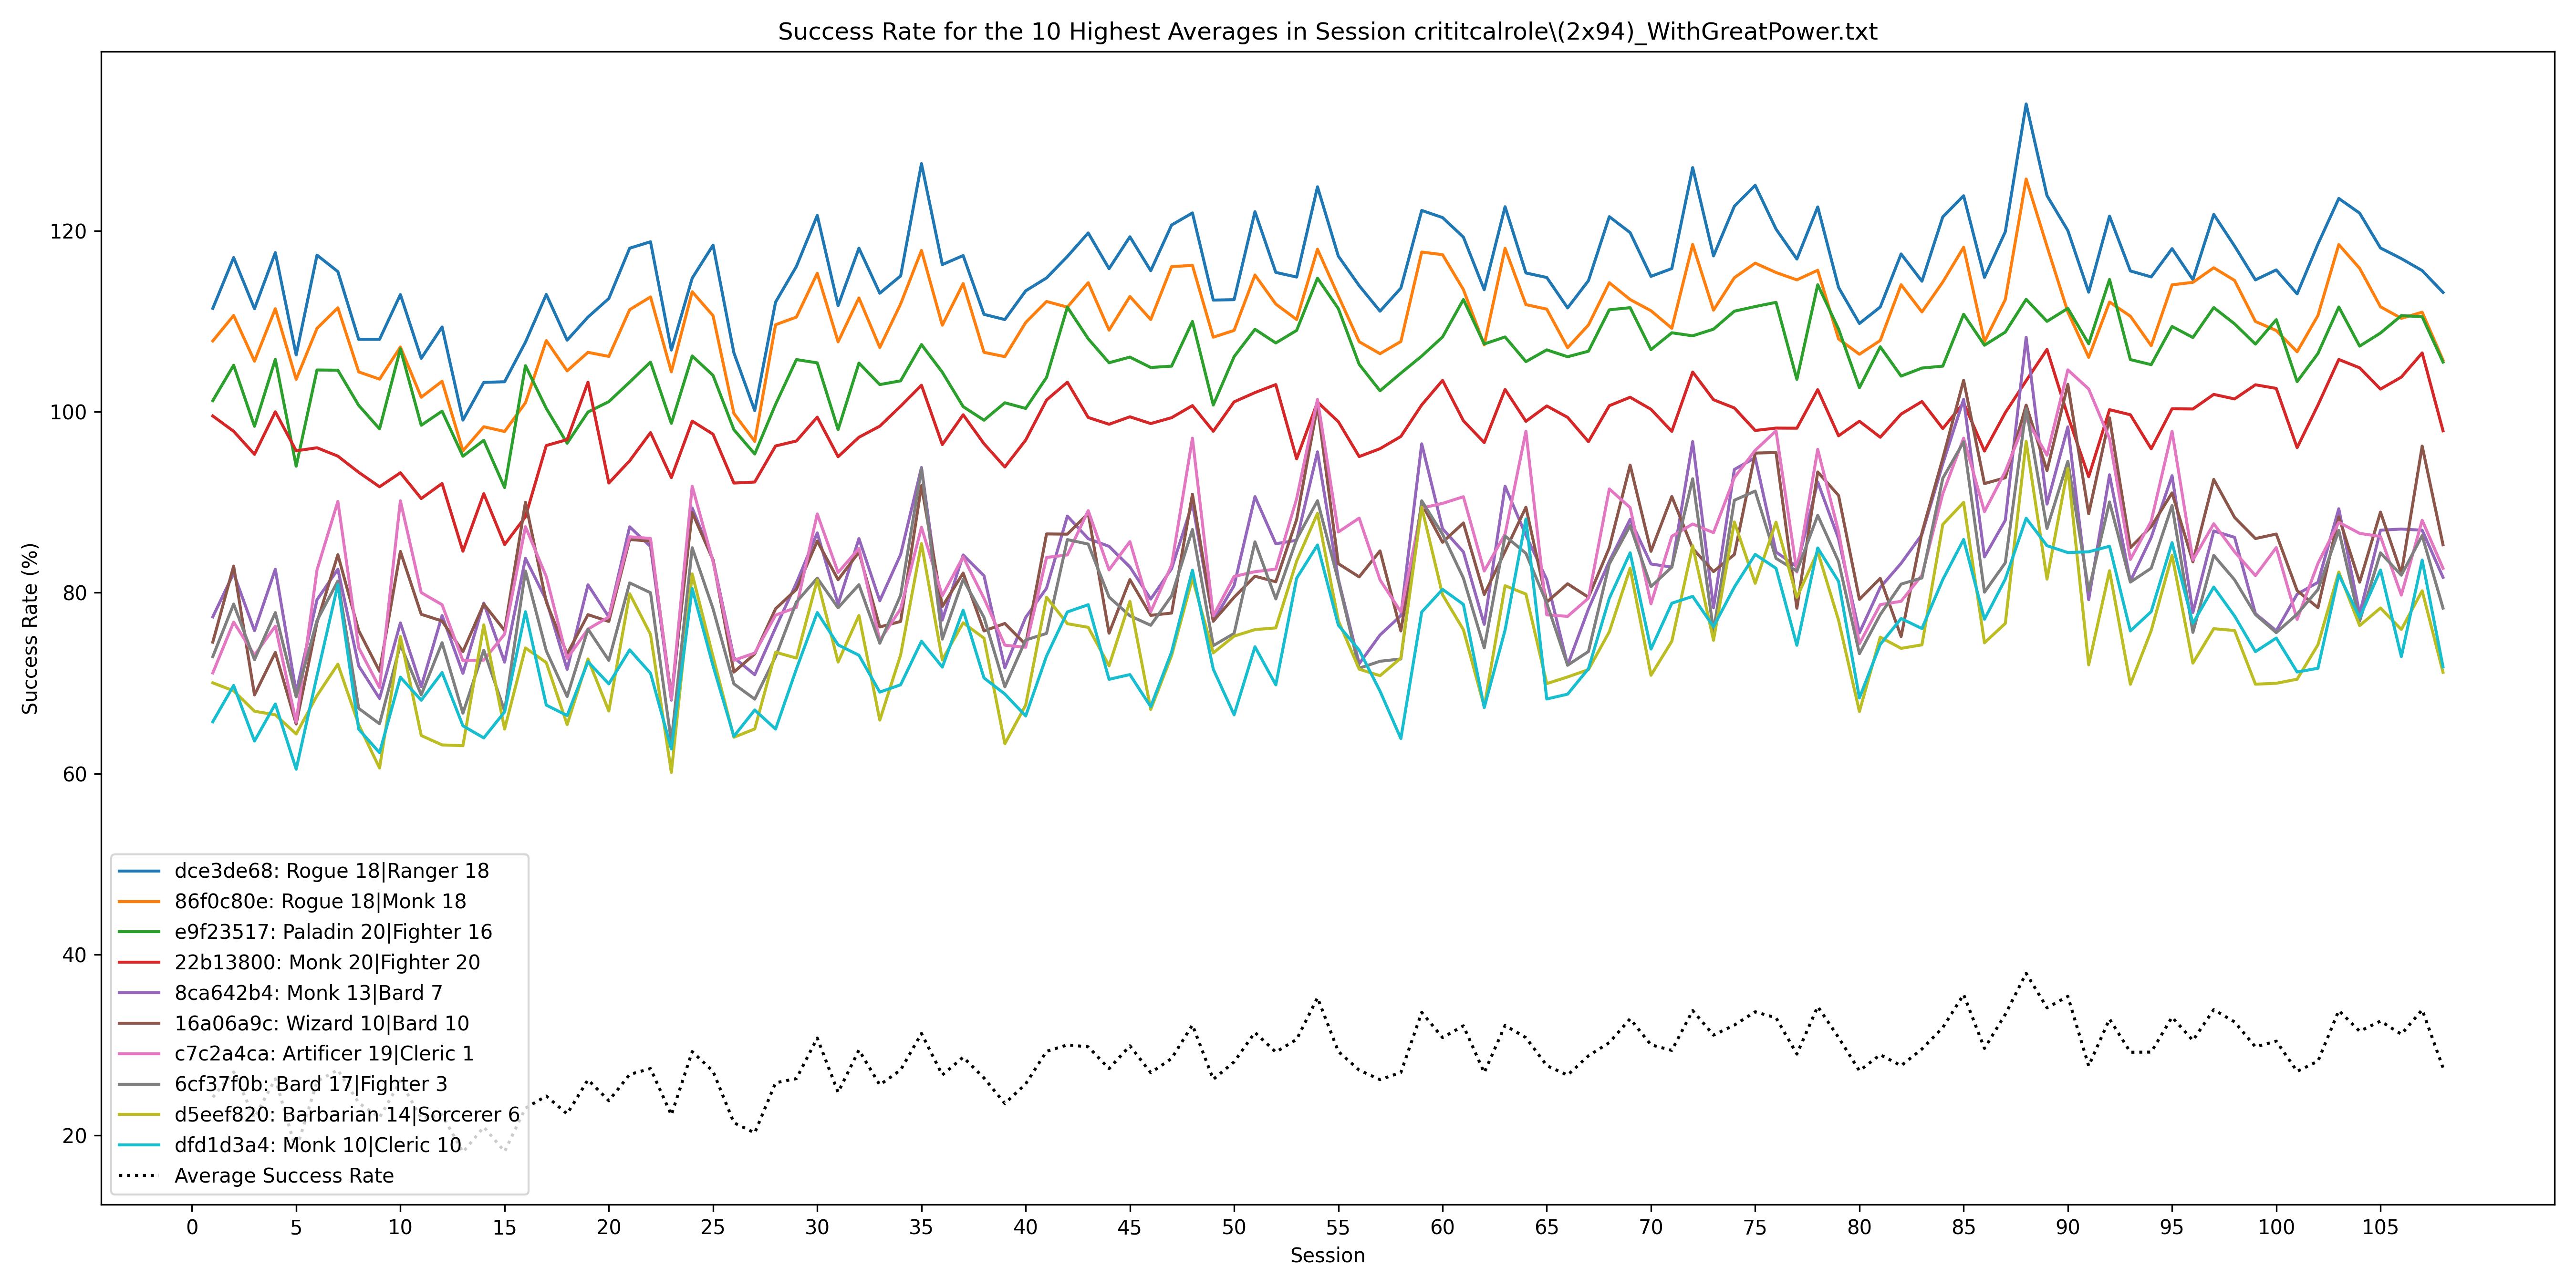 Success Rate for the 10 Highest Averages in Session crititcalrole\(2x94)_WithGreatPower.txt
Success Rate (%)
120
100
80
60
40
20
dce3de68: Rogue 18|Ranger 18
86f0c80e: Rogue 18|Monk 18
e9f23517: Paladin 20|Fighter 16
22b13800: Monk 20|Fighter 20
8ca642b4: Monk 13|Bard 7
16a06a9c: Wizard 10|Bard 10
c7c2a4ca: Artificer 19|Cleric 1
6cf37f0b: Bard 17|Fighter 3
d5eef820: Barbarian 14|Sorcerer 6
dfd1d3a4: Monk 10|Cleric 10
Average Success Rate
0 5 10 15 20 25 30 35 40 45 50 55 60 65 70 75 80 85 90 95 100 105
Session